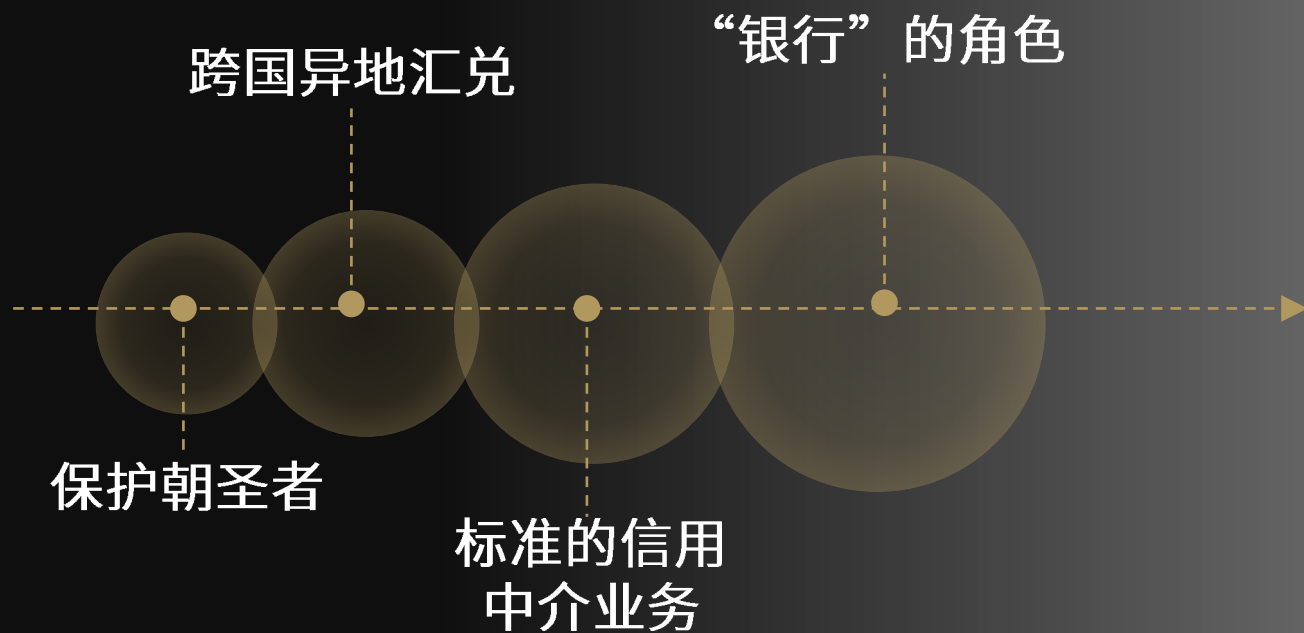 “银行”的角色
跨国异地汇兑
保护朝圣者
标准的信用
中介业务